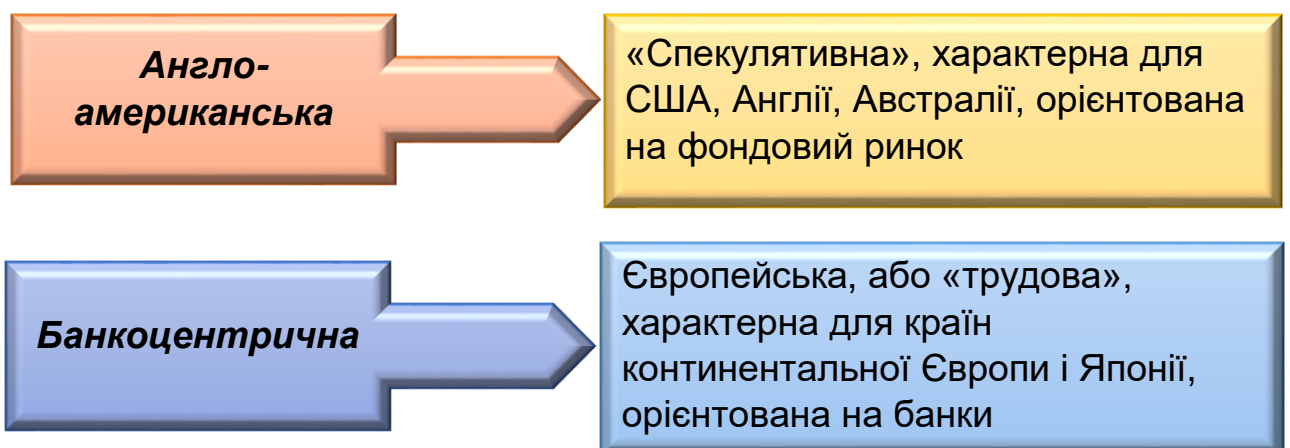 Англо-
американська
«Спекулятивна», характерна для
США, Англії, Австралії, орієнтована
на фондовий ринок
Банкоцентрична
Європейська, або «трудова»,
характерна для країн
континентальної Європи і Японії,
орієнтована на банки